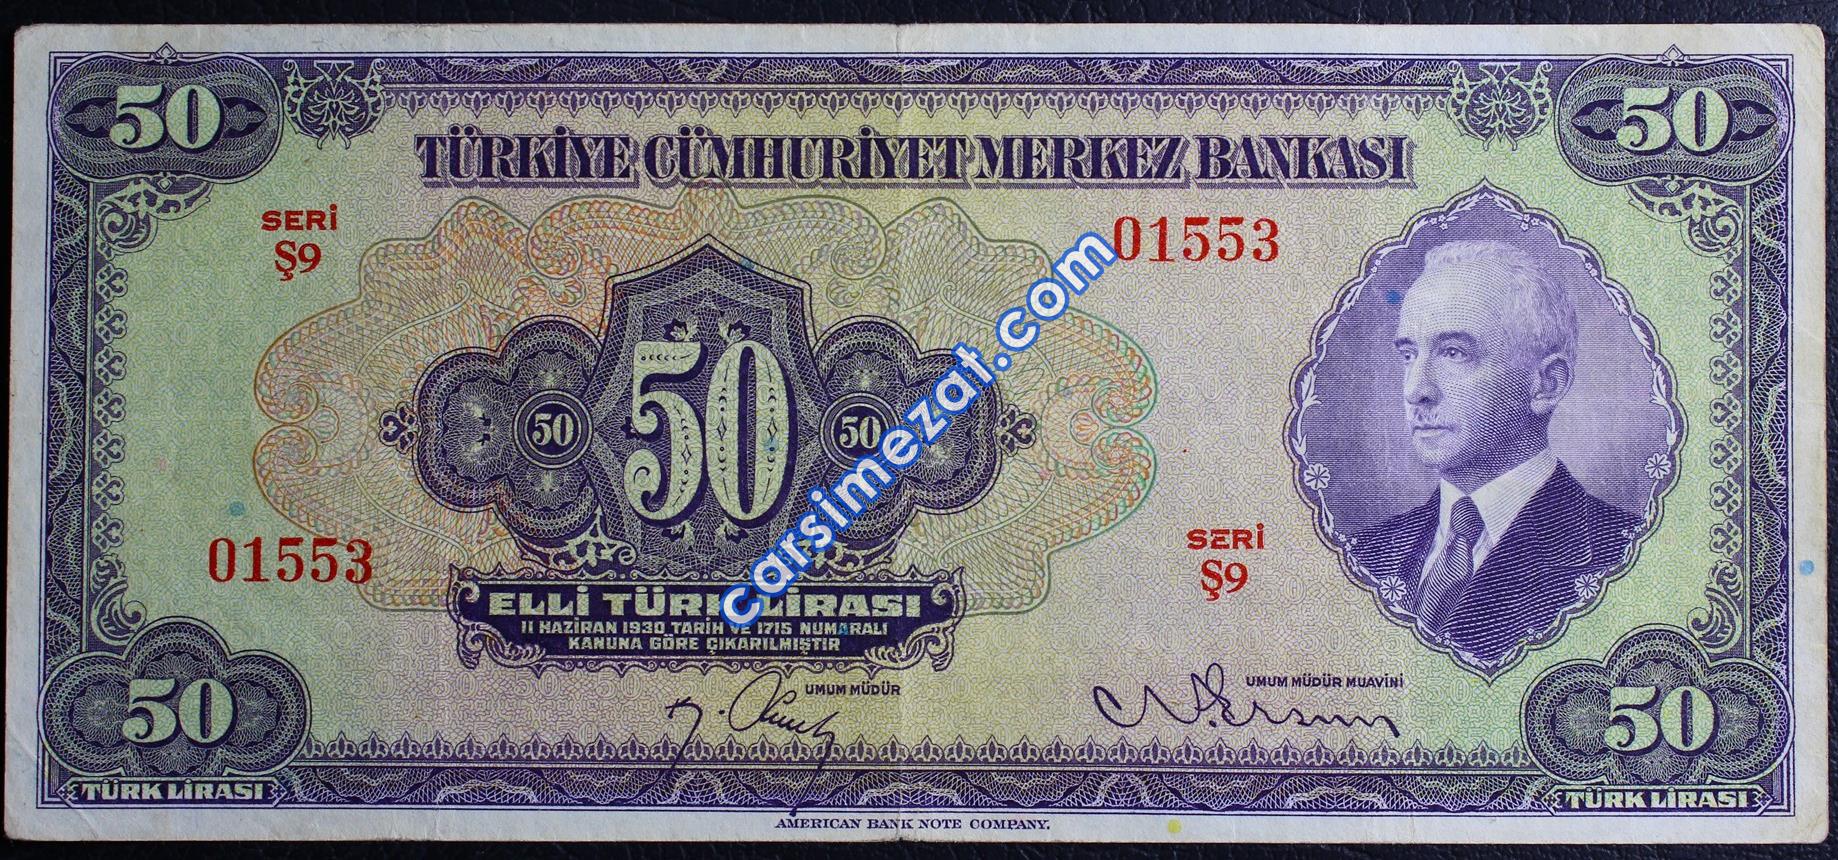 50
50
TÜRKİYE CÜMHURİYET MERKEZ BANKASI
SERİ
Ş9
01553
50
50
50
carsimezat.com
01553
SERİ
Ş9
ELLİ TÜRK LİRASI
11 HAZİRAN 1930 TARİH VE 1715 NUMARALI
KANUNA GÖRE ÇIKARILMIŞTIR
UMUM MÜDÜR
UMUM MÜDÜR MUAVİNİ
50
50
TÜRK LİRASI
TÜRK LİRASI
AMERICAN BANK NOTE COMPANY.